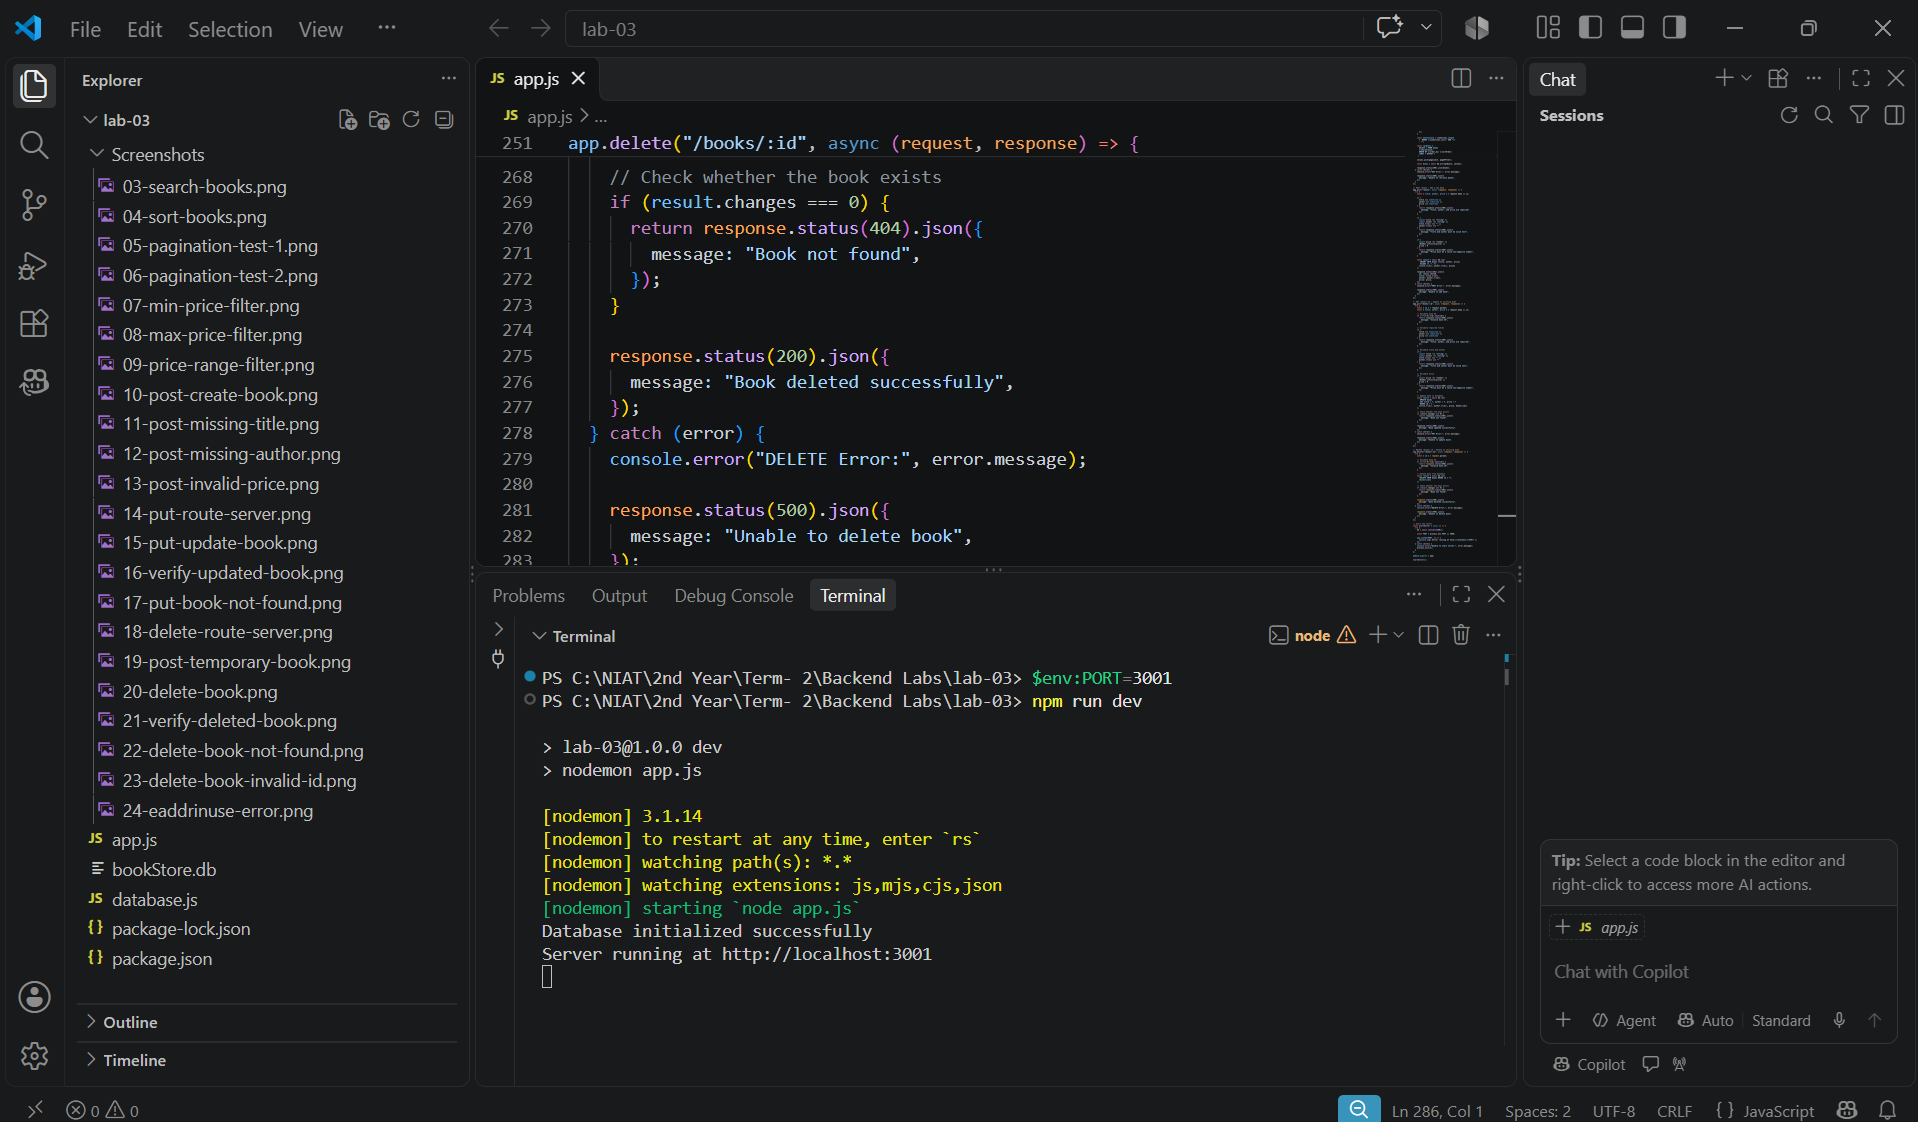 File Edit Selection View ···
lab-03
Explorer
lab-03
Screenshots
03-search-books.png
04-sort-books.png
05-pagination-test-1.png
06-pagination-test-2.png
07-min-price-filter.png
08-max-price-filter.png
09-price-range-filter.png
10-post-create-book.png
11-post-missing-title.png
12-post-missing-author.png
13-post-invalid-price.png
14-put-route-server.png
15-put-update-book.png
16-verify-updated-book.png
17-put-book-not-found.png
18-delete-route-server.png
19-post-temporary-book.png
20-delete-book.png
21-verify-deleted-book.png
22-delete-book-not-found.png
23-delete-book-invalid-id.png
24-eaddrinuse-error.png
JS app.js
bookStore.db
JS database.js
{} package-lock.json
{} package.json
Outline
Timeline
JS app.js
JS app.js > ...
251 app.delete("/books/:id", async (request, response) => {
268 // Check whether the book exists
269 if (result.changes === 0) {
270 return response.status(404).json({
271 message: "Book not found",
272 });
273 }
274
275 response.status(200).json({
276 message: "Book deleted successfully",
277 });
278 } catch (error) {
279 console.error("DELETE Error:", error.message);
280
281 response.status(500).json({
282 message: "Unable to delete book",
283 });
Problems Output Debug Console Terminal
Terminal
node
PS C:\NIAT\2nd Year\Term- 2\Backend Labs\lab-03> $env:PORT=3001
PS C:\NIAT\2nd Year\Term- 2\Backend Labs\lab-03> npm run dev
> lab-03@1.0.0 dev
> nodemon app.js
[nodemon] 3.1.14
[nodemon] to restart at any time, enter `rs`
[nodemon] watching path(s): *.*
[nodemon] watching extensions: js,mjs,cjs,json
[nodemon] starting `node app.js`
Database initialized successfully
Server running at http://localhost:3001
Chat
Sessions
Tip: Select a code block in the editor and
right-click to access more AI actions.
JS app.js
Chat with Copilot
Agent Auto Standard
Copilot
0 0
Ln 286, Col 1 Spaces: 2 UTF-8 CRLF {} JavaScript